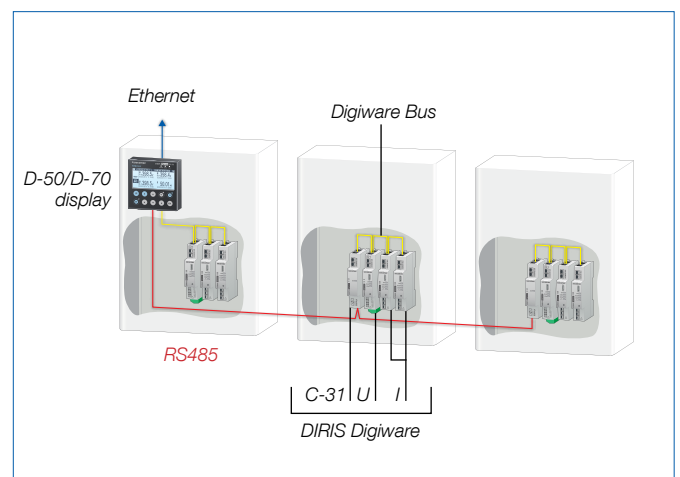 Ethernet
Digiware Bus
D-50/D-70
display
RS485
C-31 U I
DIRIS Digiware